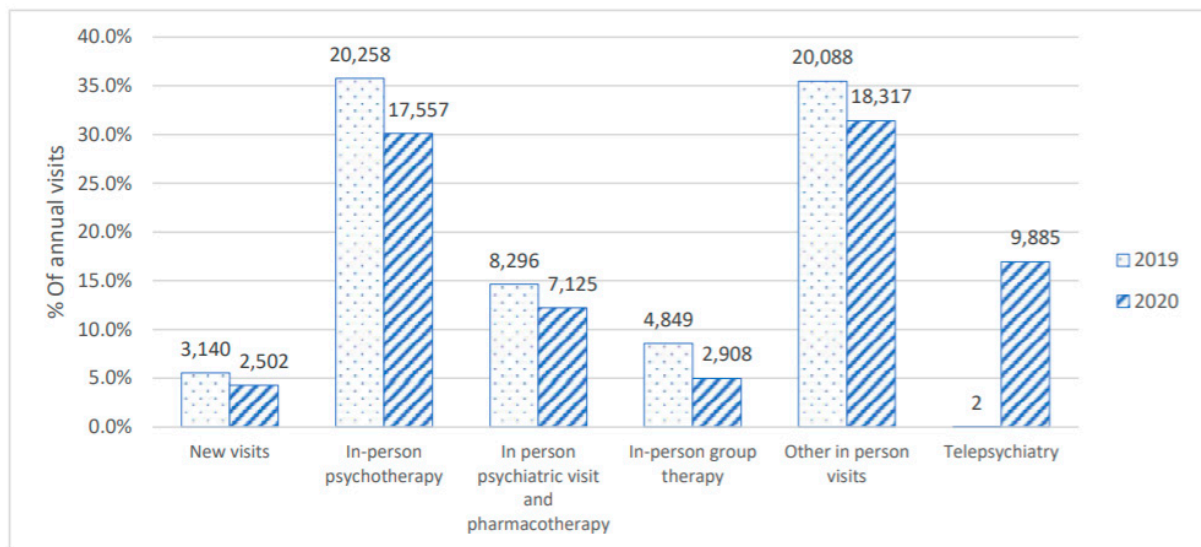 40.0%
35.0%
30.0%
25.0%
20.0%
15.0%
10.0%
5.0%
0.0%
% Of annual visits
3,140
2,502
20,258
17,557
8,296
7,125
4,849
2,908
20,088
18,317
2
9,885
New visits
In-person
psychotherapy
In person
psychiatric visit
and
pharmacotherapy
In-person group
therapy
Other in person
visits
Telepsychiatry
2019
2020